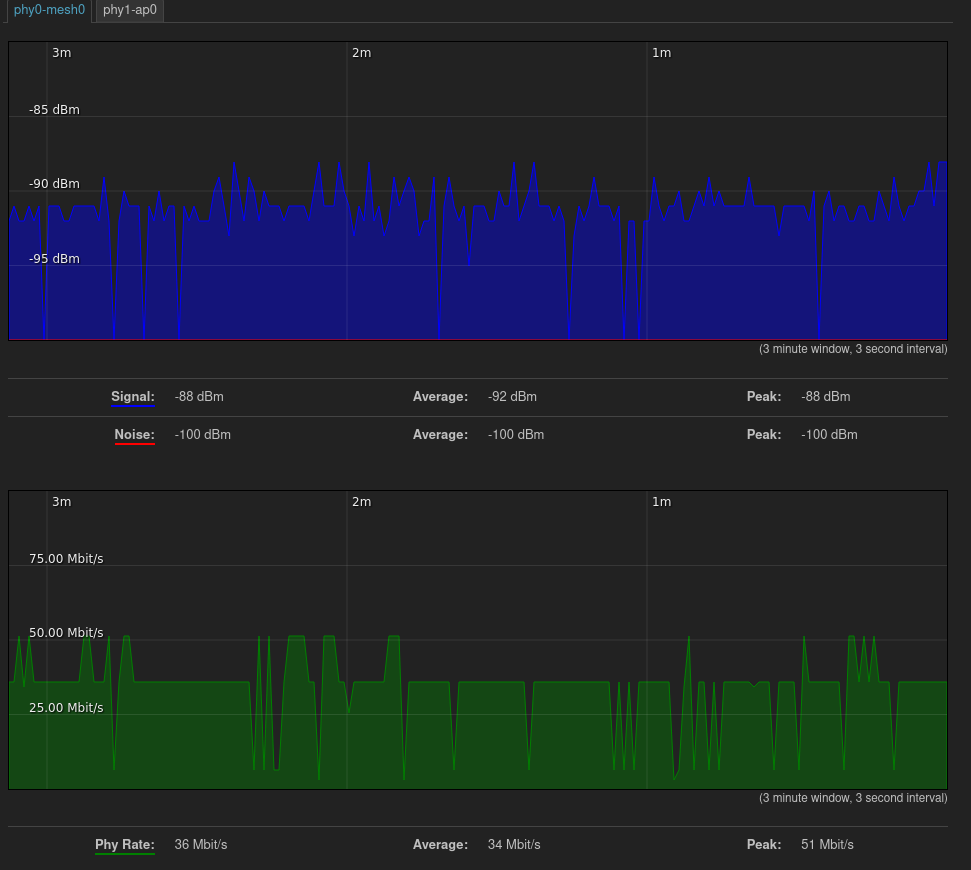 phy0-mesh0 phy1-ap0
3m 2m 1m
-85 dBm
-90 dBm
-95 dBm
(3 minute window, 3 second interval)
Signal: -88 dBm Average: -92 dBm Peak: -88 dBm
Noise: -100 dBm Average: -100 dBm Peak: -100 dBm
3m 2m 1m
75.00 Mbit/s
50.00 Mbit/s
25.00 Mbit/s
(3 minute window, 3 second interval)
Phy Rate: 36 Mbit/s Average: 34 Mbit/s Peak: 51 Mbit/s